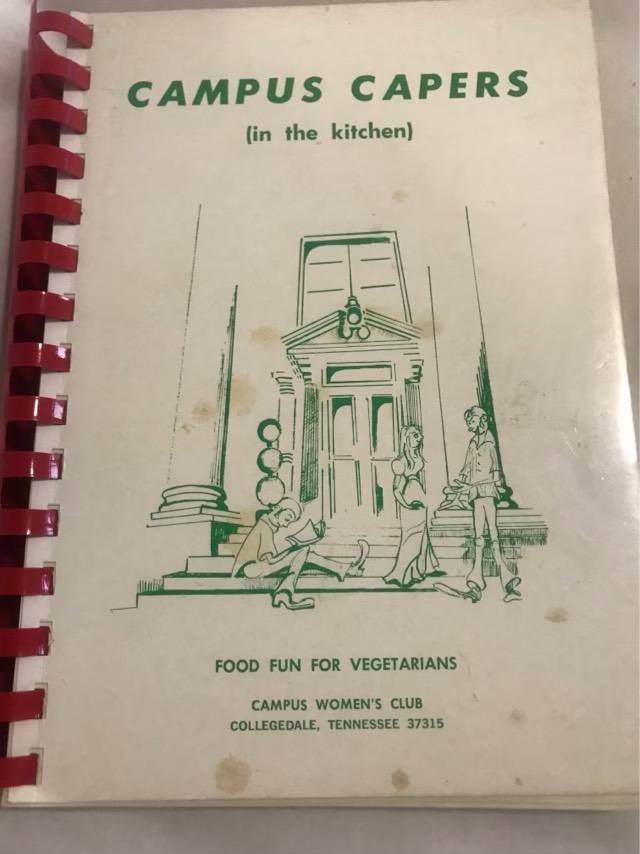 CAMPUS CAPERS
(in the kitchen)
FOOD FUN FOR VEGETARIANS
CAMPUS WOMEN'S CLUB
COLLEGEDALE, TENNESSEE 37315